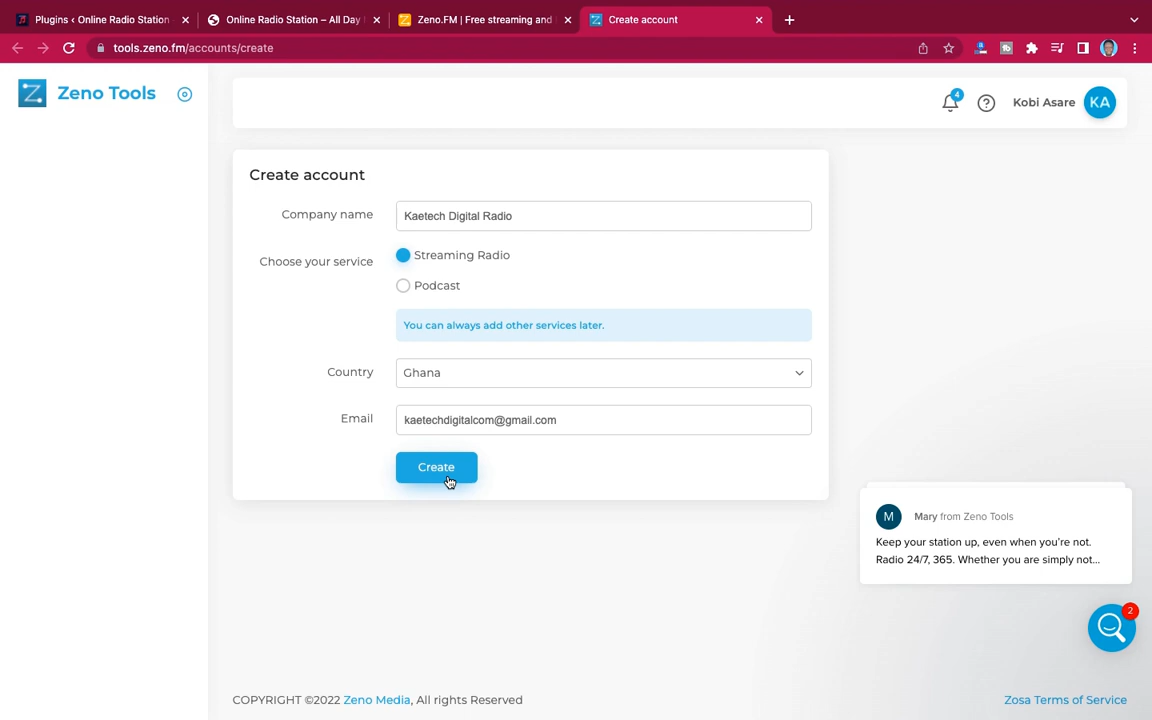 Plugins ‹ Online Radio Station
Online Radio Station – All Day
Zeno.FM | Free streaming and
Create account
tools.zeno.fm/accounts/create
Zeno Tools
4
Kobi Asare
KA
Create account
Company name
Kaetech Digital Radio
Choose your service
Streaming Radio
Podcast
You can always add other services later.
Country
Ghana
Email
kaetechdigitalcom@gmail.com
Create
M
Mary from Zeno Tools
Keep your station up, even when you're not.
Radio 24/7, 365. Whether you are simply not...
2
COPYRIGHT ©2022 Zeno Media, All rights Reserved
Zosa Terms of Service